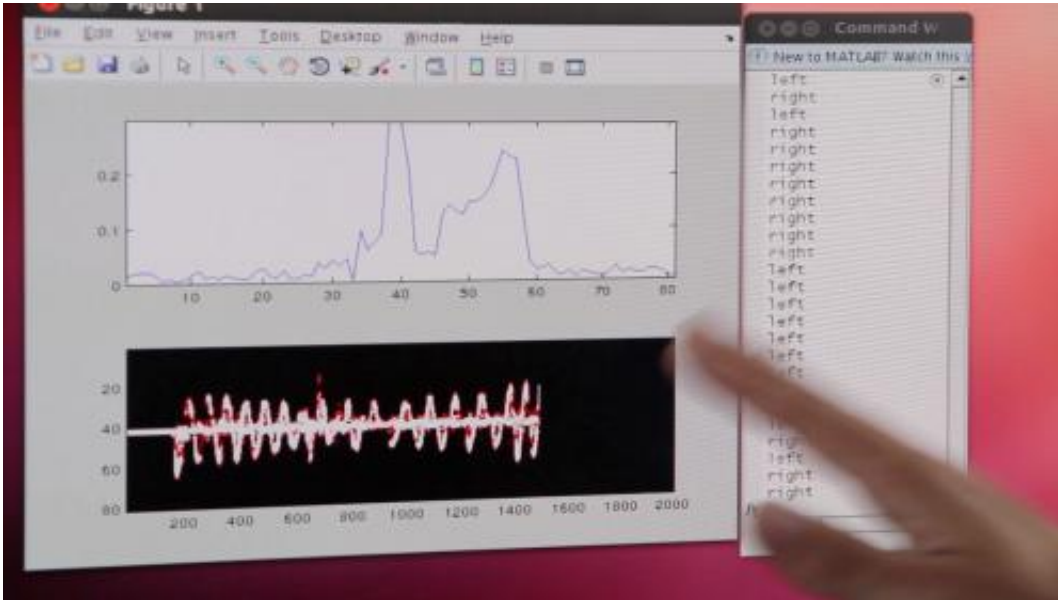 Figure 1
File Edit View Insert Tools Desktop Window Help
0.2
0.1
0
10 20 30 40 50 60 70 80
20
40
60
80
200 400 600 800 1000 1200 1400 1600 1800 2000
Command W
New to MATLAB? Watch this
left
right
left
right
right
right
right
right
right
right
right
left
left
left
left
left
left
left
right
left
right
right